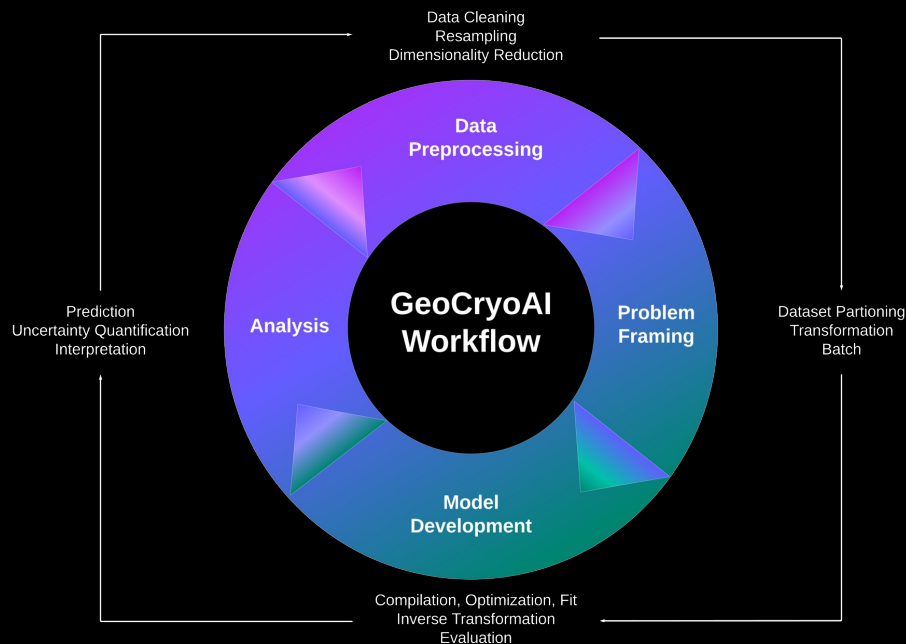 Data Cleaning
Resampling
Dimensionality Reduction
Data
Preprocessing
GeoCryoAI
Workflow
Problem
Framing
Dataset Partioning
Transformation
Batch
Model
Development
Compilation, Optimization, Fit
Inverse Transformation
Evaluation
Analysis
Prediction
Uncertainty Quantification
Interpretation